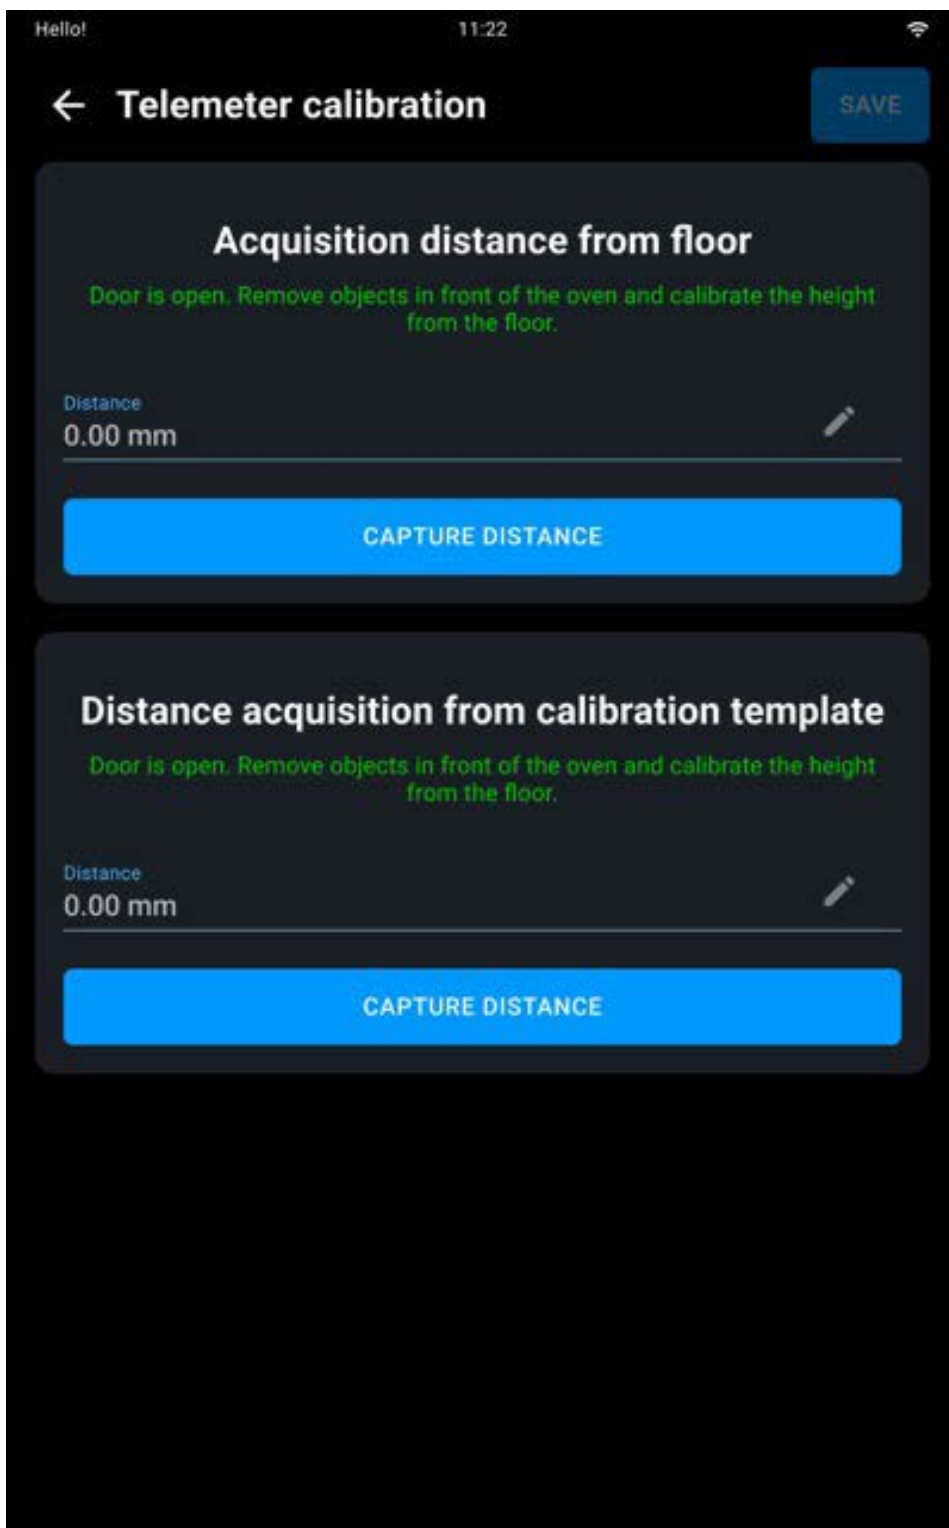 Hello! 11:22
Telemeter calibration SAVE
Acquisition distance from floor
Door is open. Remove objects in front of the oven and calibrate the height
from the floor.
Distance
0.00 mm
CAPTURE DISTANCE
Distance acquisition from calibration template
Door is open. Remove objects in front of the oven and calibrate the height
from the floor.
Distance
0.00 mm
CAPTURE DISTANCE